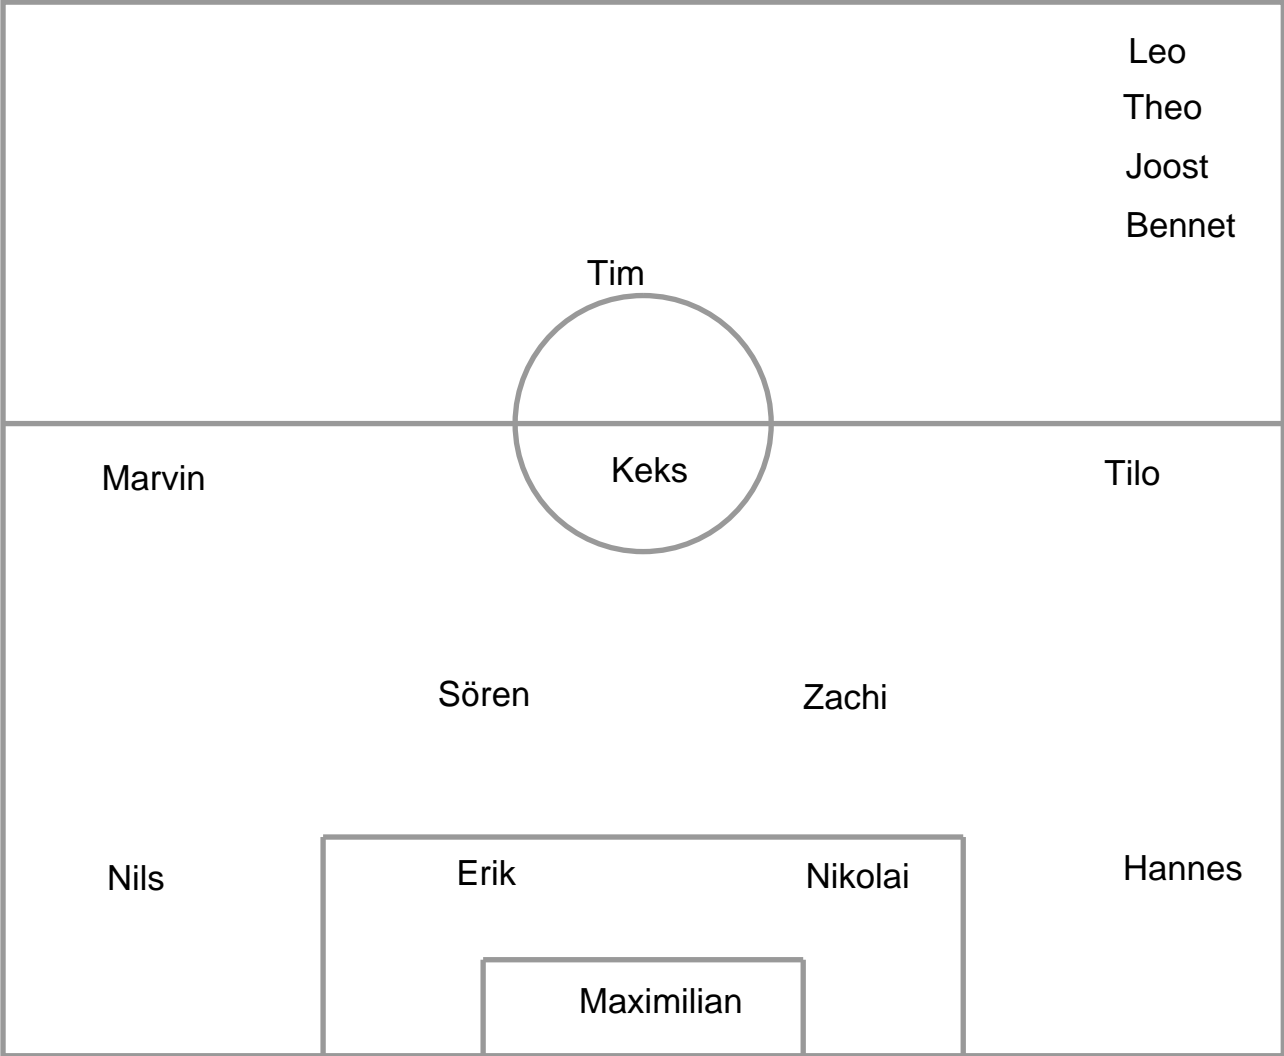 Leo
Theo
Joost
Bennet
Tim
Marvin Keks Tilo
Sören Zachi
Nils Erik Nikolai Hannes
Maximilian